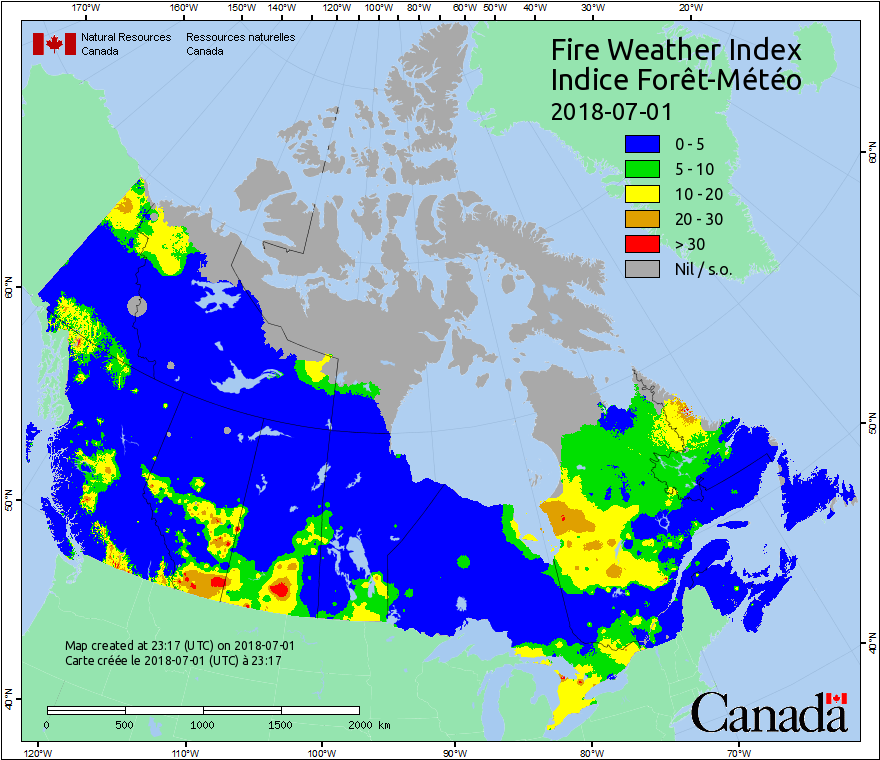 170°W 160°W 150°W 140°W 130°W 120°W 110°W 100°W 90°W 80°W 70°W 60°W 50°W 40°W 30°W 20°W
Natural Resources Ressources naturelles
Canada Canada
Fire Weather Index
Indice Forêt-Météo
2018-07-01
0 - 5
5 - 10
10 - 20
20 - 30
> 30
Nil / s.o.
60°N
60°N
50°N
50°N
40°N
40°N
Map created at 23:17 (UTC) on 2018-07-01
Carte créée le 2018-07-01 (UTC) à 23:17
0 500 1000 1500 2000 km
Canada
120°W 110°W 100°W 90°W 80°W 70°W